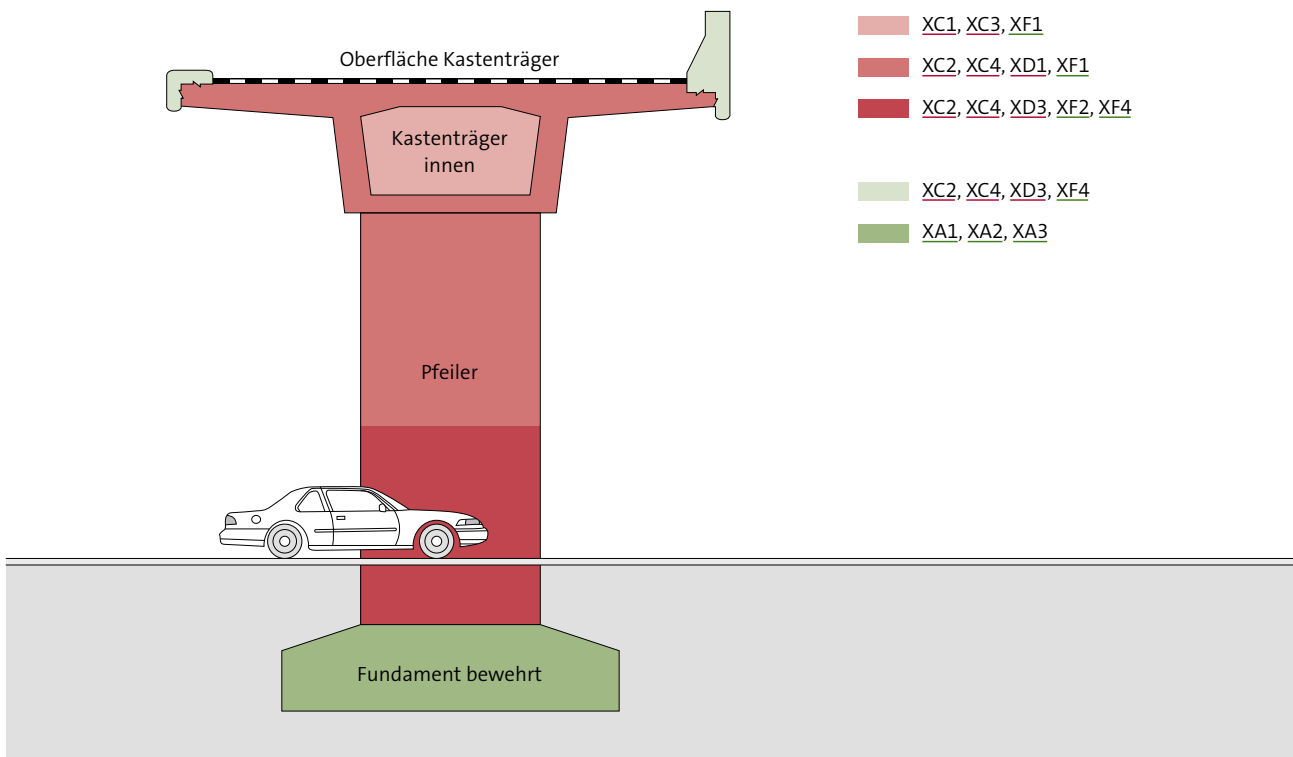 XC1, XC3, XF1
Oberfläche Kastenträger
XC2, XC4, XD1, XF1
XC2, XC4, XD3, XF2, XF4
Kastenträger
innen
XC2, XC4, XD3, XF4
XA1, XA2, XA3
Pfeiler
Fundament bewehrt